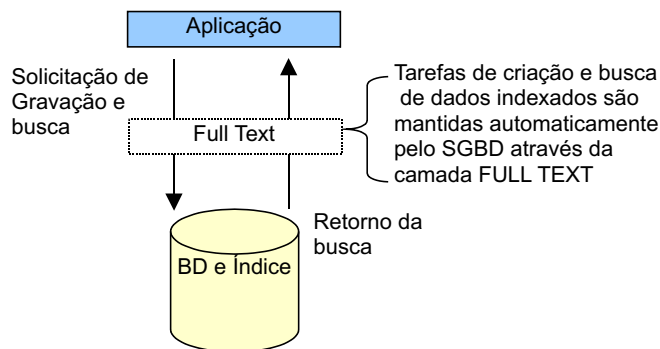 Aplicação
Solicitação de
Gravação e
busca
Full Text
Tarefas de criação e busca
de dados indexados são
mantidas automaticamente
pelo SGBD através da
camada FULL TEXT
Retorno da
busca
BD e Índice